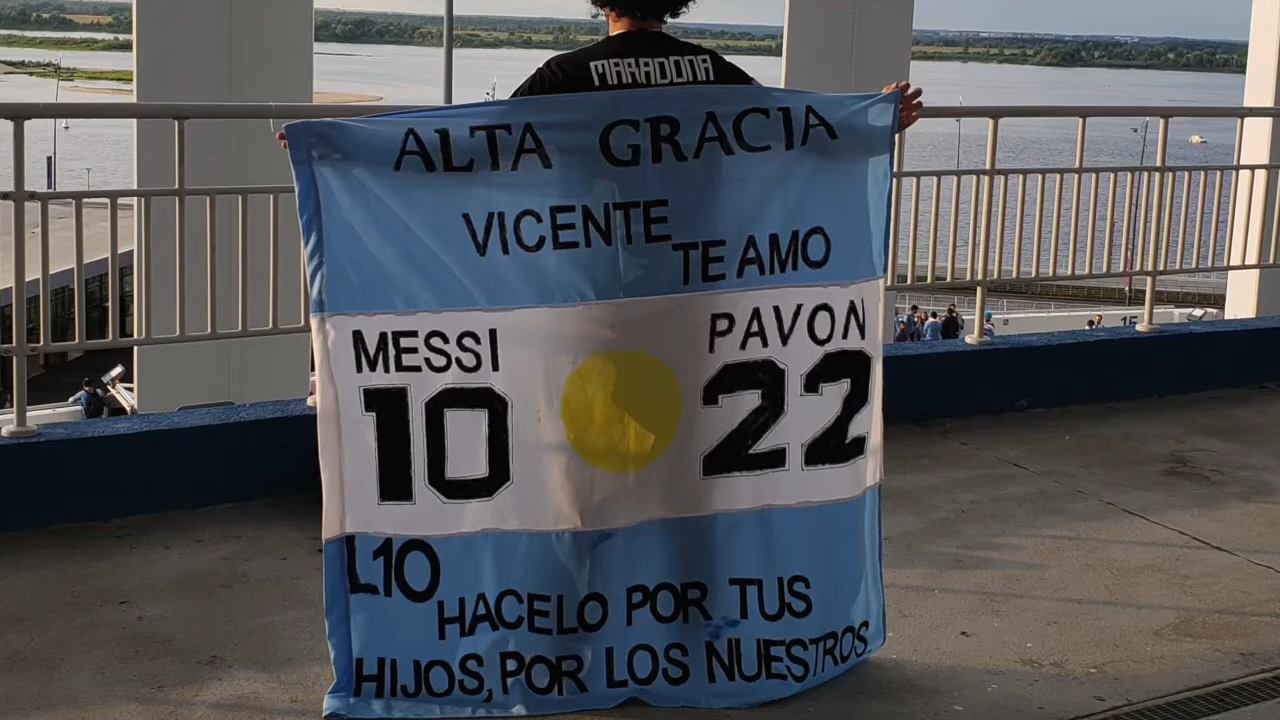 MARADONA
ALTA GRACIA
VICENTE TE AMO
MESSI PAVON
10 22
L10
HACELO POR TUS
HIJOS, POR LOS NUESTROS.